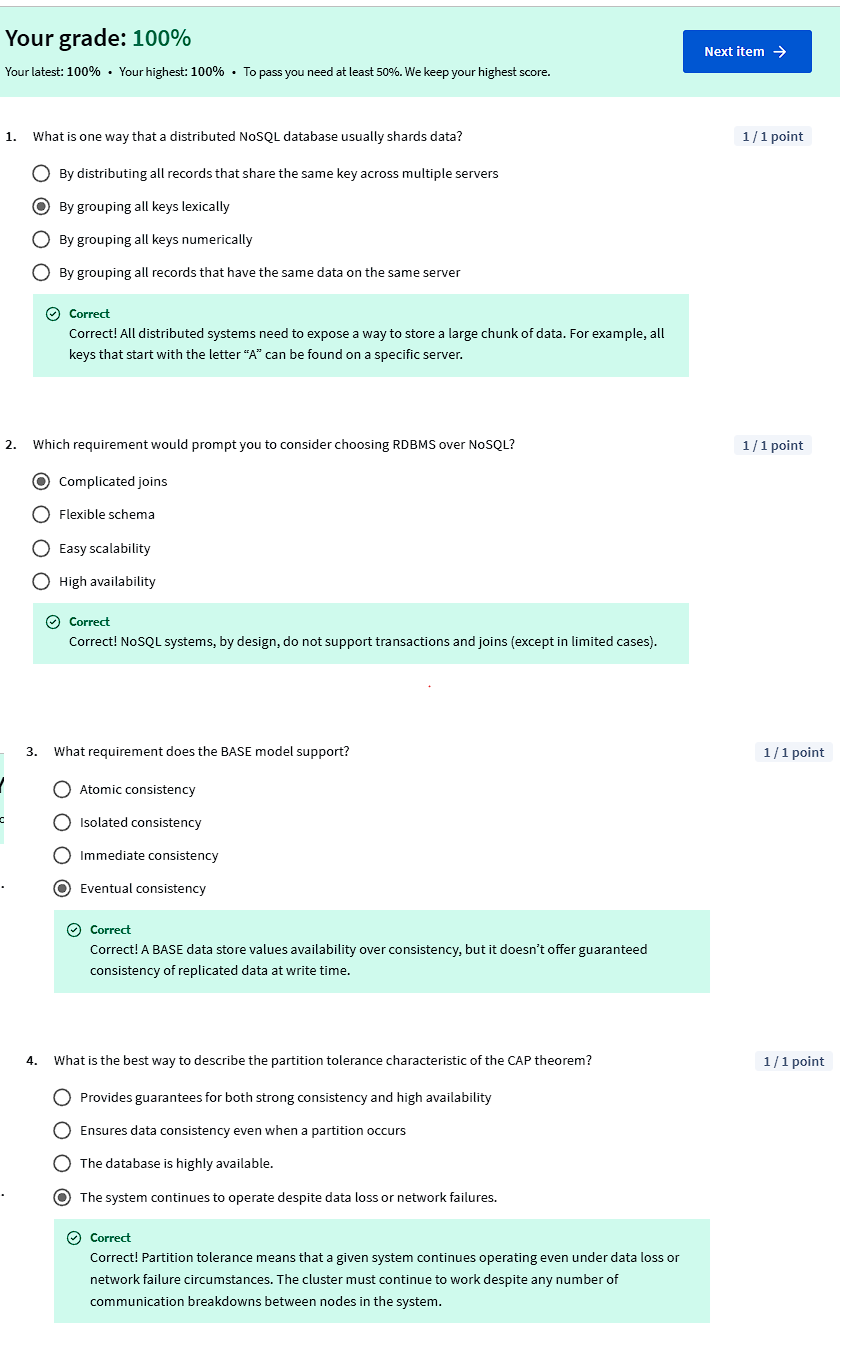 Your grade: 100%
Next item →
Your latest: 100% • Your highest: 100% • To pass you need at least 50%. We keep your highest score.
1. What is one way that a distributed NoSQL database usually shards data? 1 / 1 point
By distributing all records that share the same key across multiple servers
By grouping all keys lexically
By grouping all keys numerically
By grouping all records that have the same data on the same server
Correct
Correct! All distributed systems need to expose a way to store a large chunk of data. For example, all
keys that start with the letter “A” can be found on a specific server.
2. Which requirement would prompt you to consider choosing RDBMS over NoSQL? 1 / 1 point
Complicated joins
Flexible schema
Easy scalability
High availability
Correct
Correct! NoSQL systems, by design, do not support transactions and joins (except in limited cases).
3. What requirement does the BASE model support? 1 / 1 point
Atomic consistency
Isolated consistency
Immediate consistency
Eventual consistency
Correct
Correct! A BASE data store values availability over consistency, but it doesn’t offer guaranteed
consistency of replicated data at write time.
4. What is the best way to describe the partition tolerance characteristic of the CAP theorem? 1 / 1 point
Provides guarantees for both strong consistency and high availability
Ensures data consistency even when a partition occurs
The database is highly available.
The system continues to operate despite data loss or network failures.
Correct
Correct! Partition tolerance means that a given system continues operating even under data loss or
network failure circumstances. The cluster must continue to work despite any number of
communication breakdowns between nodes in the system.